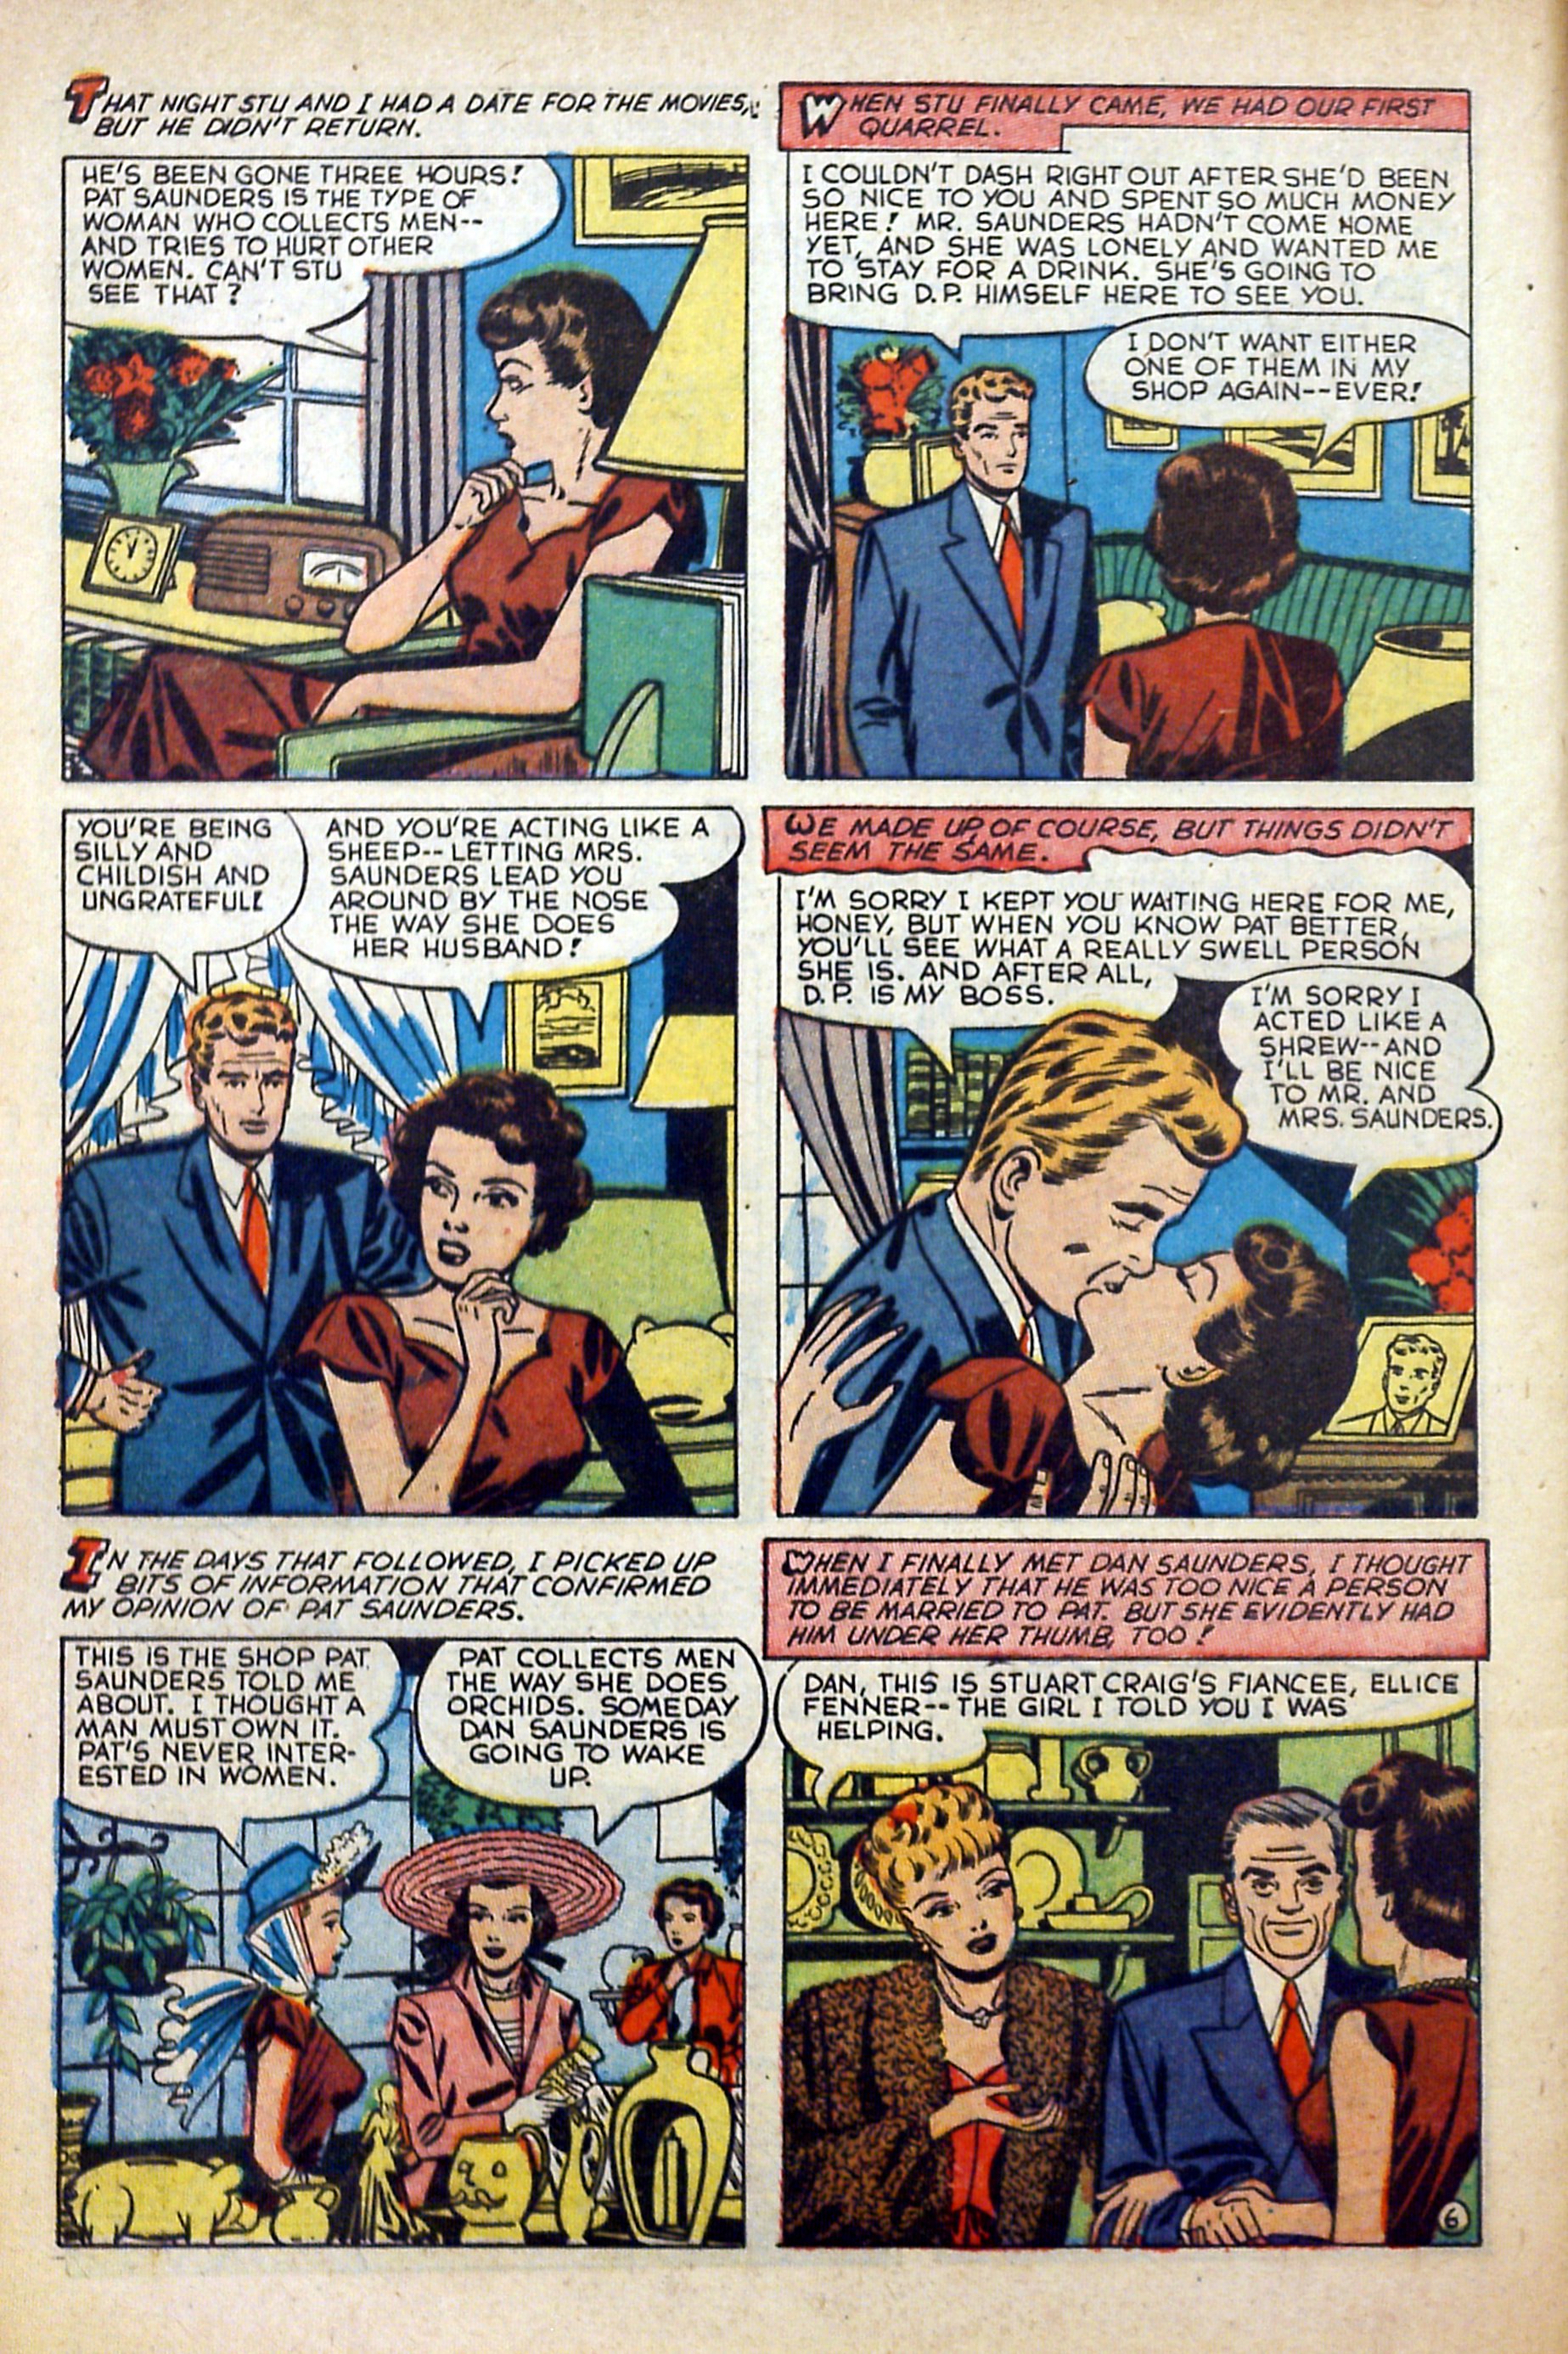 THAT NIGHT STU AND I HAD A DATE FOR THE MOVIES,
BUT HE DIDN'T RETURN.
HE'S BEEN GONE THREE HOURS!
PAT SAUNDERS IS THE TYPE OF
WOMAN WHO COLLECTS MEN--
AND TRIES TO HURT OTHER
WOMEN. CAN'T STU
SEE THAT?
WHEN STU FINALLY CAME, WE HAD OUR FIRST
QUARREL.
I COULDN'T DASH RIGHT OUT AFTER SHE'D BEEN
SO NICE TO YOU AND SPENT SO MUCH MONEY
HERE! MR. SAUNDERS HADN'T COME HOME
YET, AND SHE WAS LONELY AND WANTED ME
TO STAY FOR A DRINK. SHE'S GOING TO
BRING D.P. HIMSELF HERE TO SEE YOU.
I DON'T WANT EITHER
ONE OF THEM IN MY
SHOP AGAIN--EVER!
YOU'RE BEING
SILLY AND
CHILDISH AND
UNGRATEFUL!
AND YOU'RE ACTING LIKE A
SHEEP--LETTING MRS.
SAUNDERS LEAD YOU
AROUND BY THE NOSE
THE WAY SHE DOES
HER HUSBAND!
WE MADE UP, OF COURSE, BUT THINGS DIDN'T
SEEM THE SAME.
I'M SORRY I KEPT YOU WAITING HERE FOR ME,
HONEY, BUT WHEN YOU KNOW PAT BETTER,
YOU'LL SEE WHAT A REALLY SWELL PERSON
SHE IS. AND AFTER ALL,
D.P. IS MY BOSS.
I'M SORRY I
ACTED LIKE A
SHREW--AND
I'LL BE NICE
TO MR. AND
MRS. SAUNDERS.
IN THE DAYS THAT FOLLOWED, I PICKED UP
BITS OF INFORMATION THAT CONFIRMED
MY OPINION OF PAT SAUNDERS.
THIS IS THE SHOP PAT
SAUNDERS TOLD ME
ABOUT. I THOUGHT A
MAN MUST OWN IT.
PAT'S NEVER INTER-
ESTED IN WOMEN.
PAT COLLECTS MEN
THE WAY SHE DOES
ORCHIDS. SOMEDAY
DAN SAUNDERS IS
GOING TO WAKE
UP.
WHEN I FINALLY MET DAN SAUNDERS, I THOUGHT
IMMEDIATELY THAT HE WAS TOO NICE A PERSON
TO BE MARRIED TO PAT. BUT SHE EVIDENTLY HAD
HIM UNDER HER THUMB, TOO!
DAN, THIS IS STUART CRAIG'S FIANCEE, ELLICE
FENNER--THE GIRL I TOLD YOU I WAS
HELPING.
6